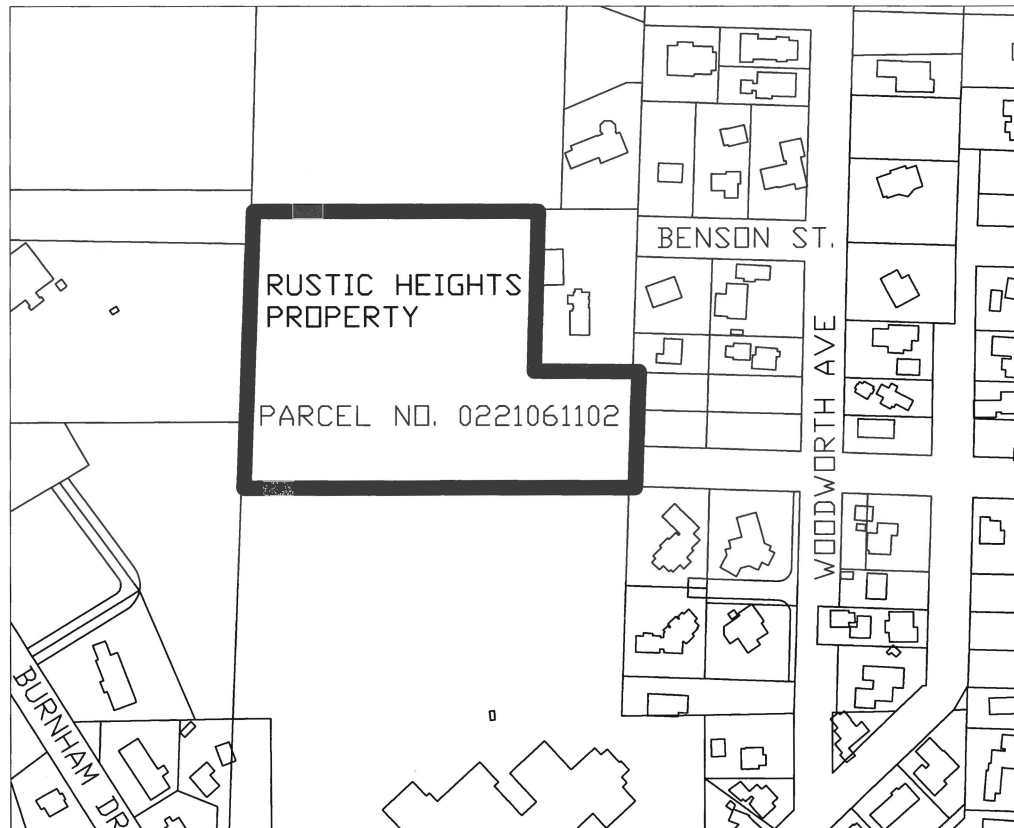 BENSON ST.
RUSTIC HEIGHTS
PROPERTY
PARCEL NO. 0221061102
WOODWORTH AVE
BURNHAM DR